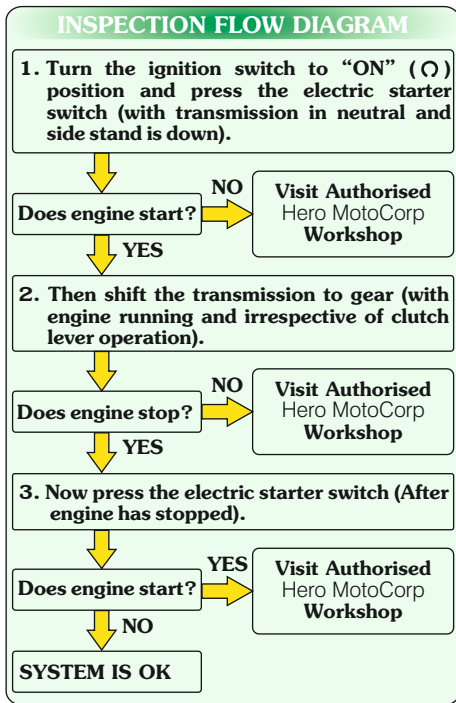 INSPECTION FLOW DIAGRAM
1. Turn the ignition switch to “ON” ( )
position and press the electric starter
switch (with transmission in neutral and
side stand is down).
Does engine start?
NO
Visit Authorised
Hero MotoCorp
Workshop
YES
2. Then shift the transmission to gear (with
engine running and irrespective of clutch
lever operation).
Does engine stop?
NO
Visit Authorised
Hero MotoCorp
Workshop
YES
3. Now press the electric starter switch (After
engine has stopped).
Does engine start?
YES
Visit Authorised
Hero MotoCorp
Workshop
NO
SYSTEM IS OK